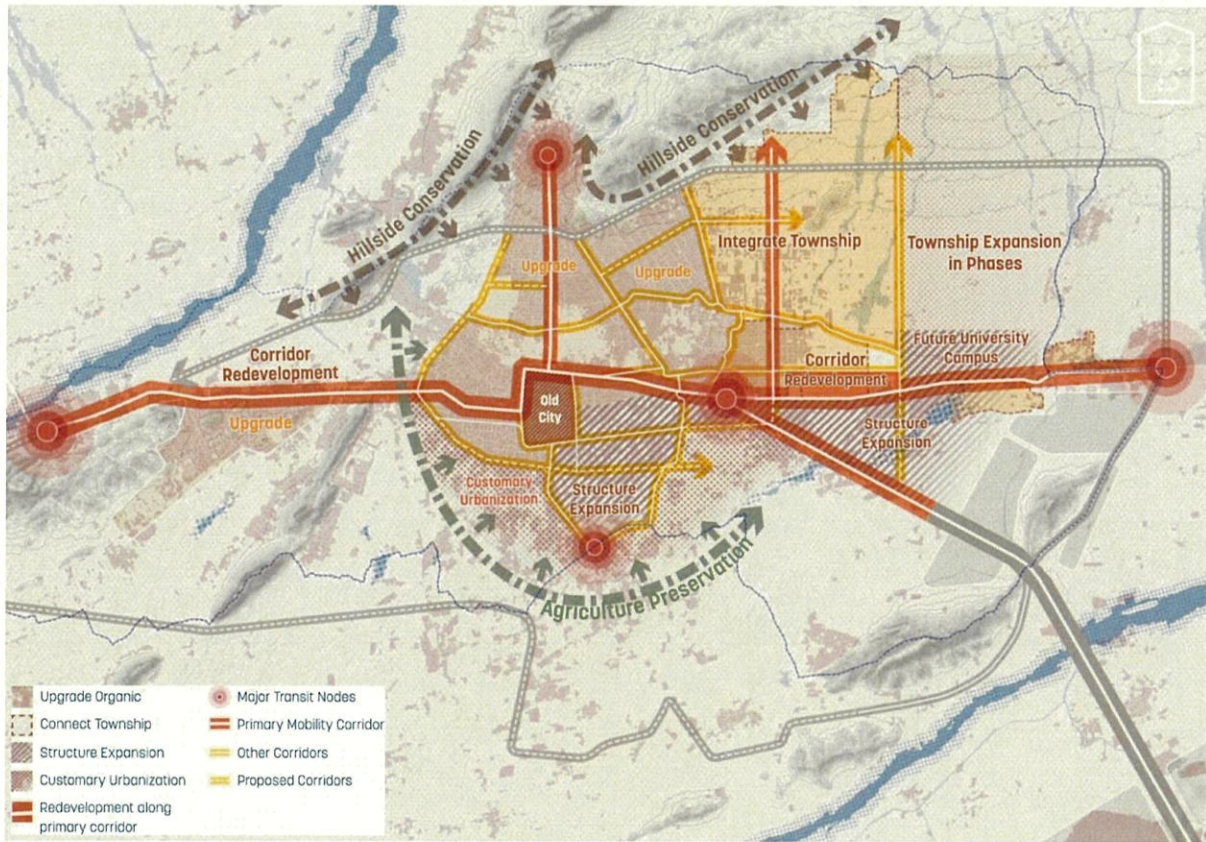 Hillside Conservation
Hillside Conservation
Integrate Township
Township Expansion
in Phases
Upgrade
Upgrade
Corridor
Redevelopment
Upgrade
Old
City
Corridor
Redevelopment
Future University
Campus
Structure
Expansion
Customary
Urbanization
Structure
Expansion
Agriculture Preservation
Upgrade Organic
Connect Township
Structure Expansion
Customary Urbanization
Redevelopment along
primary corridor
Major Transit Nodes
Primary Mobility Corridor
Other Corridors
Proposed Corridors